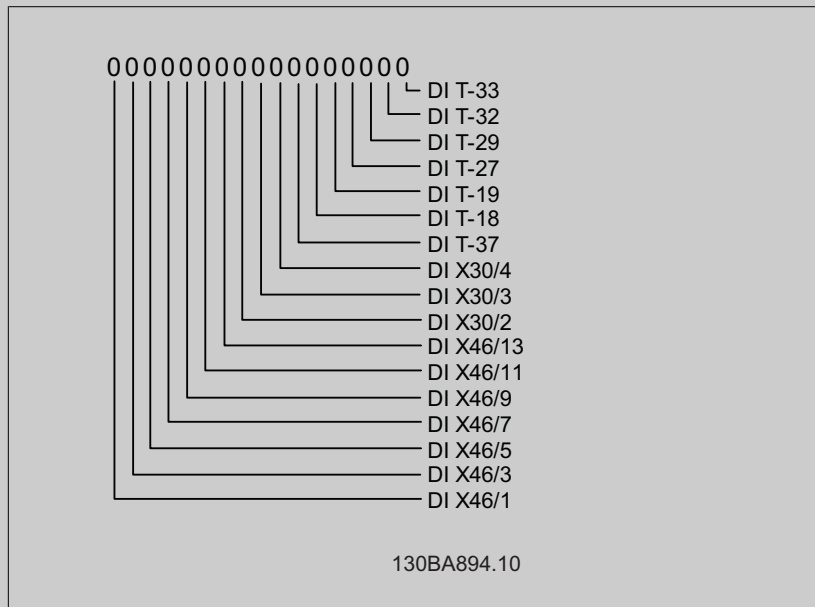 00000000000000000
DI T-33
DI T-32
DI T-29
DI T-27
DI T-19
DI T-18
DI T-37
DI X30/4
DI X30/3
DI X30/2
DI X46/13
DI X46/11
DI X46/9
DI X46/7
DI X46/5
DI X46/3
DI X46/1
130BA894.10